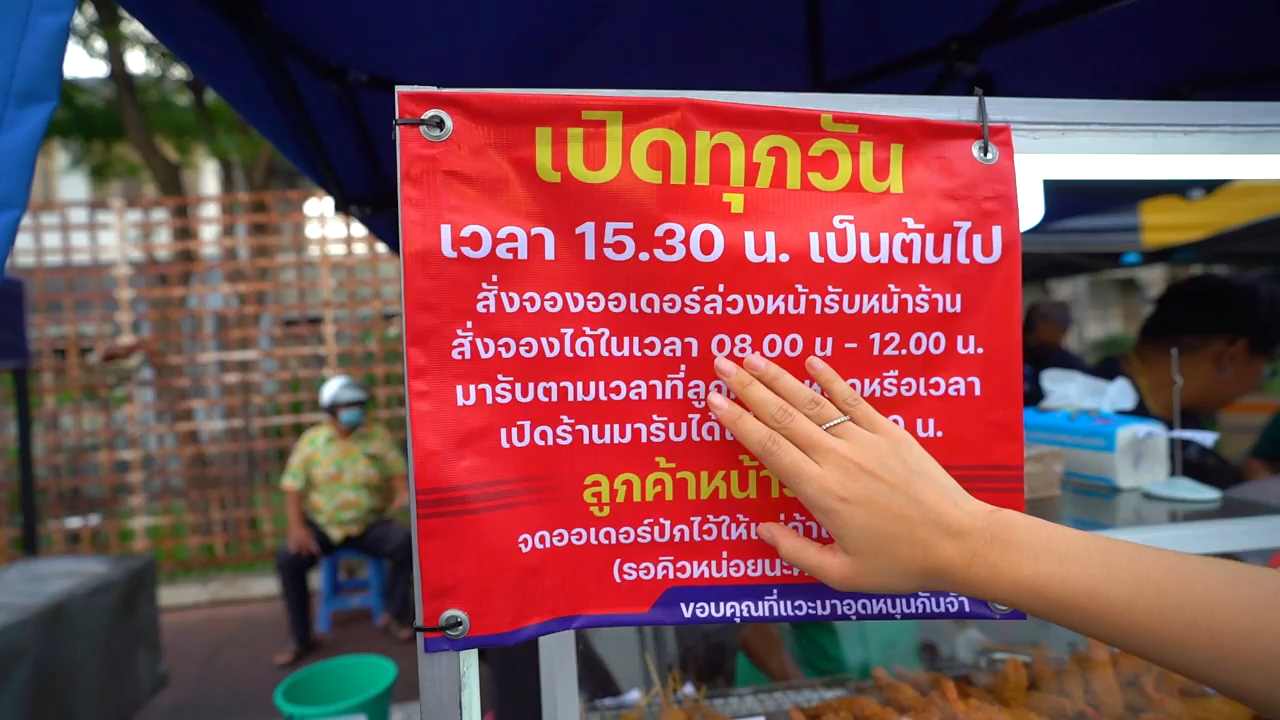 เปิดทุกวัน
เวลา 15.30 น. เป็นต้นไป
สั่งจองออเดอร์ล่วงหน้ารับหน้าร้าน
สั่งจองได้ในเวลา 08.00 น - 12.00 น.
มารับตามเวลาที่ หรือเวลา
เปิดร้านมารับได้ น.
ลูกค้าหน้า
จดออเดอร์ปักไว้ให้
(รอคิวหน่อยนะ
ขอบคุณที่แวะมาอุดหนุนกันจ้า